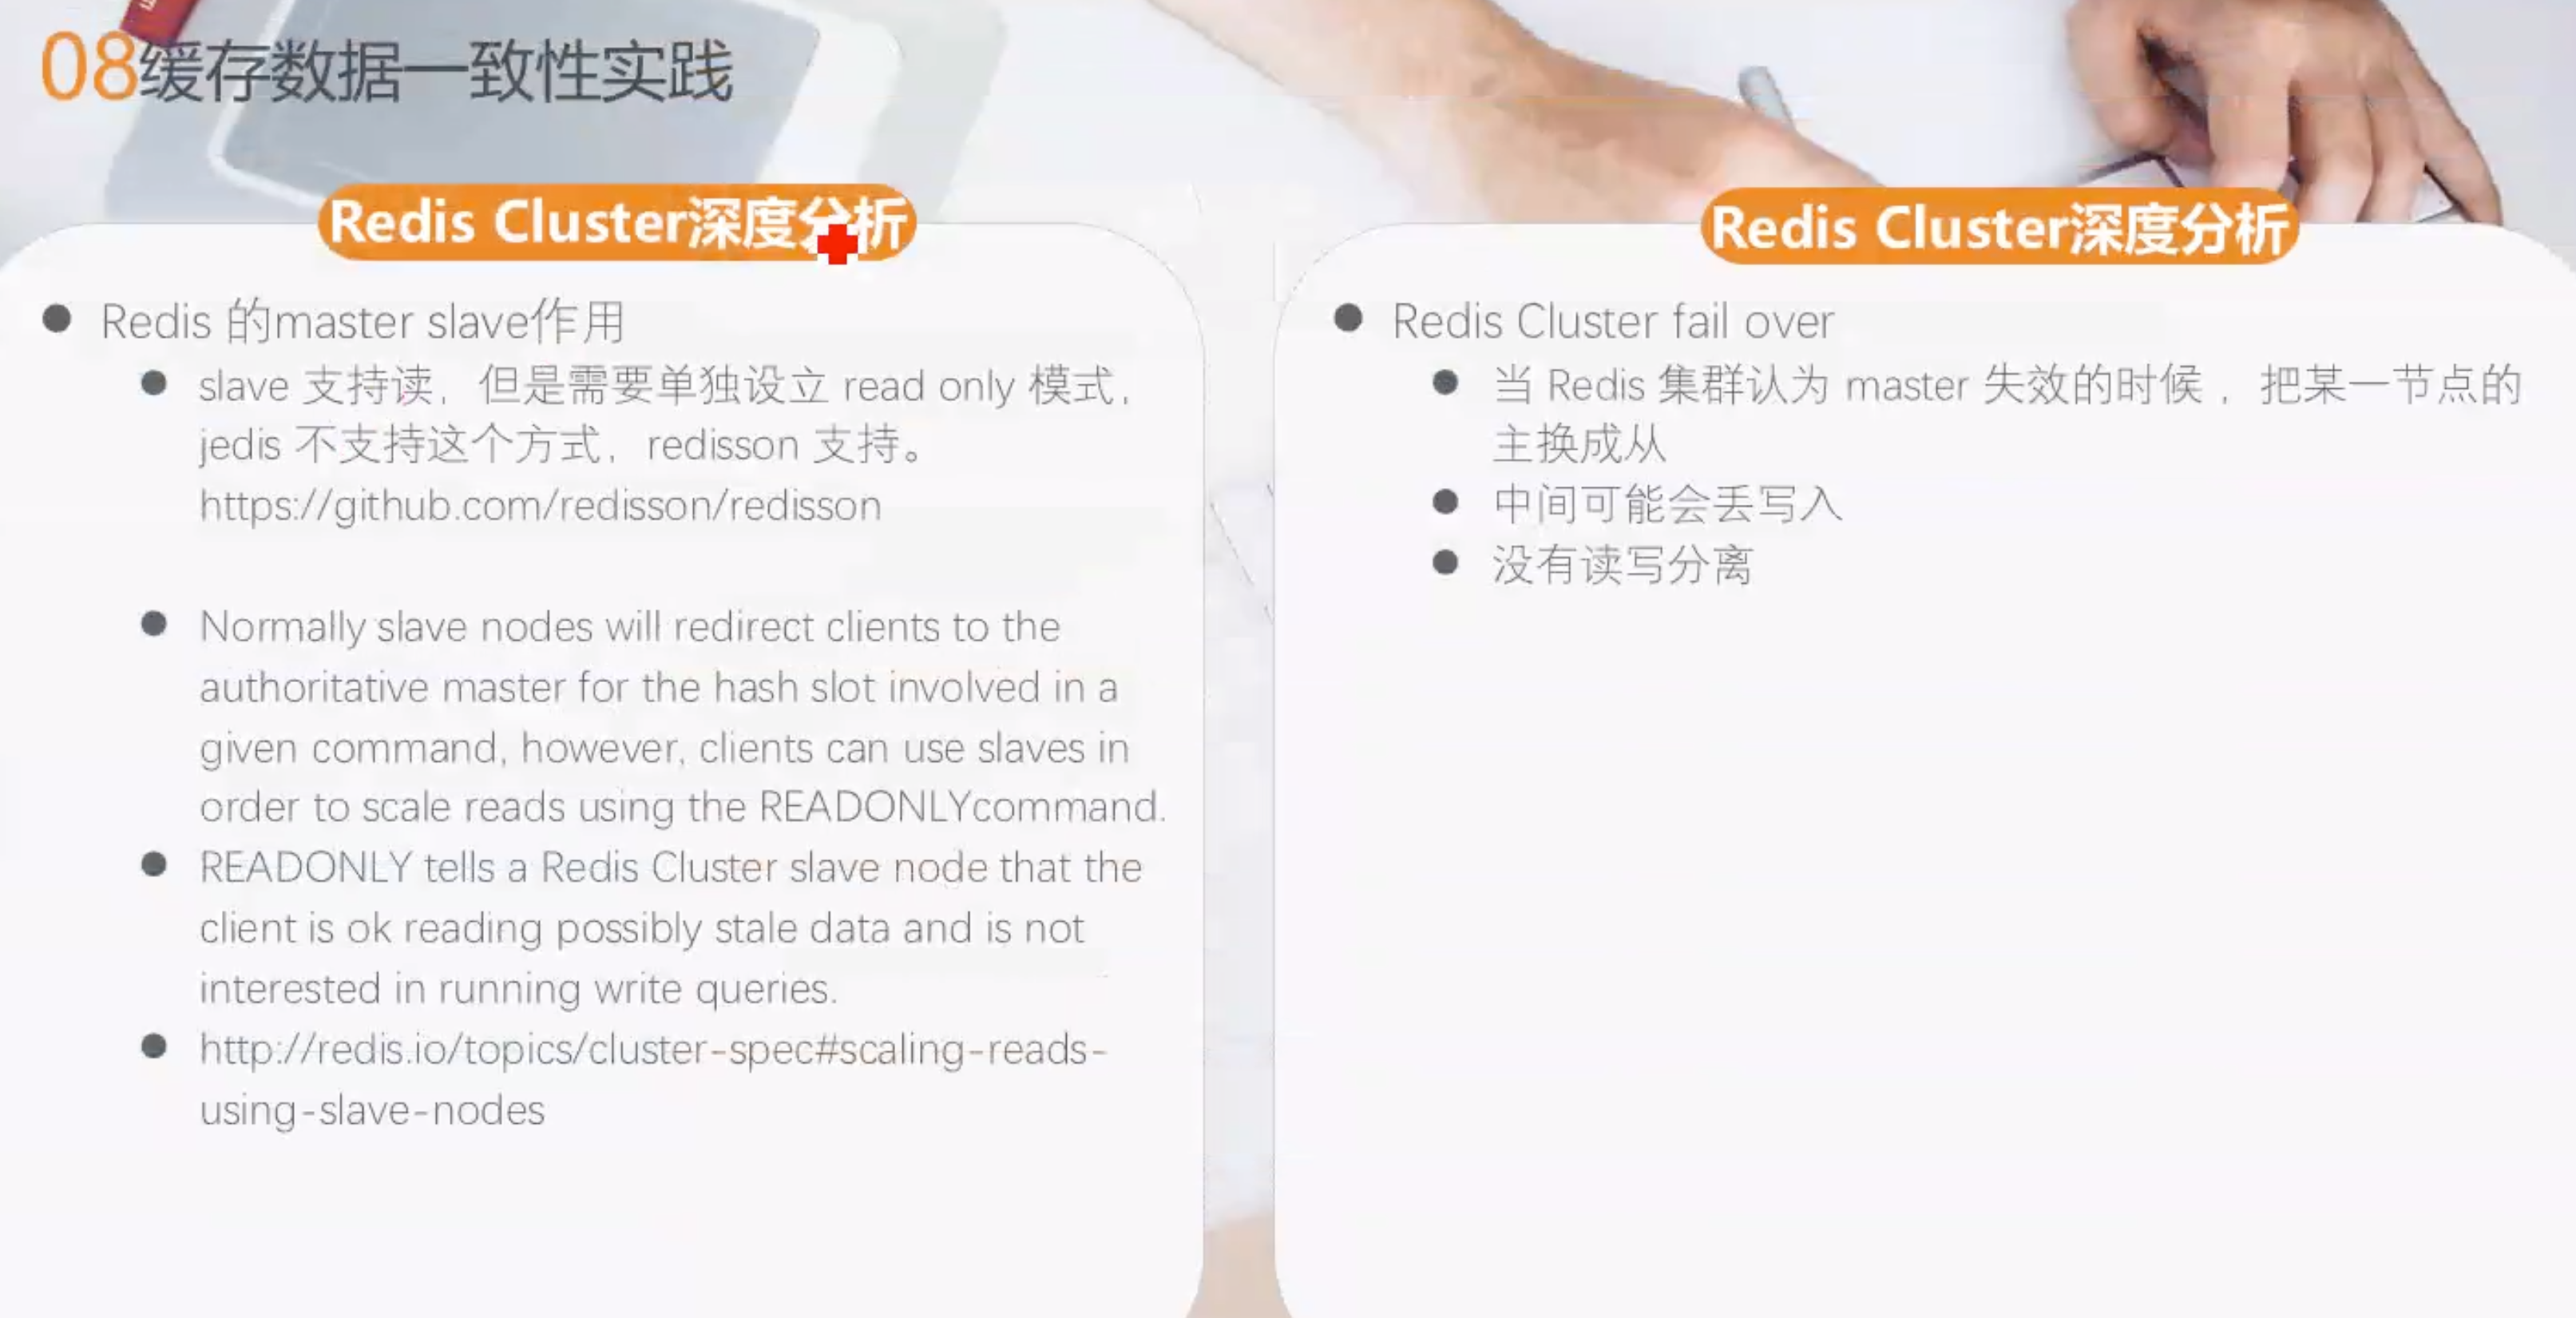 08缓存数据一致性实践
Redis Cluster深度分析
● Redis 的master slave作用
● slave 支持读，但是需要单独设立 read only 模式，
jedis 不支持这个方式，redisson 支持。
https://github.com/redisson/redisson
● Normally slave nodes will redirect clients to the
authoritative master for the hash slot involved in a
given command, however, clients can use slaves in
order to scale reads using the READONLYcommand.
● READONLY tells a Redis Cluster slave node that the
client is ok reading possibly stale data and is not
interested in running write queries.
● http://redis.io/topics/cluster-spec#scaling-reads-
using-slave-nodes
Redis Cluster深度分析
● Redis Cluster fail over
● 当 Redis 集群认为 master 失效的时候 ，把某一节点的
主换成从
● 中间可能会丢写入
● 没有读写分离